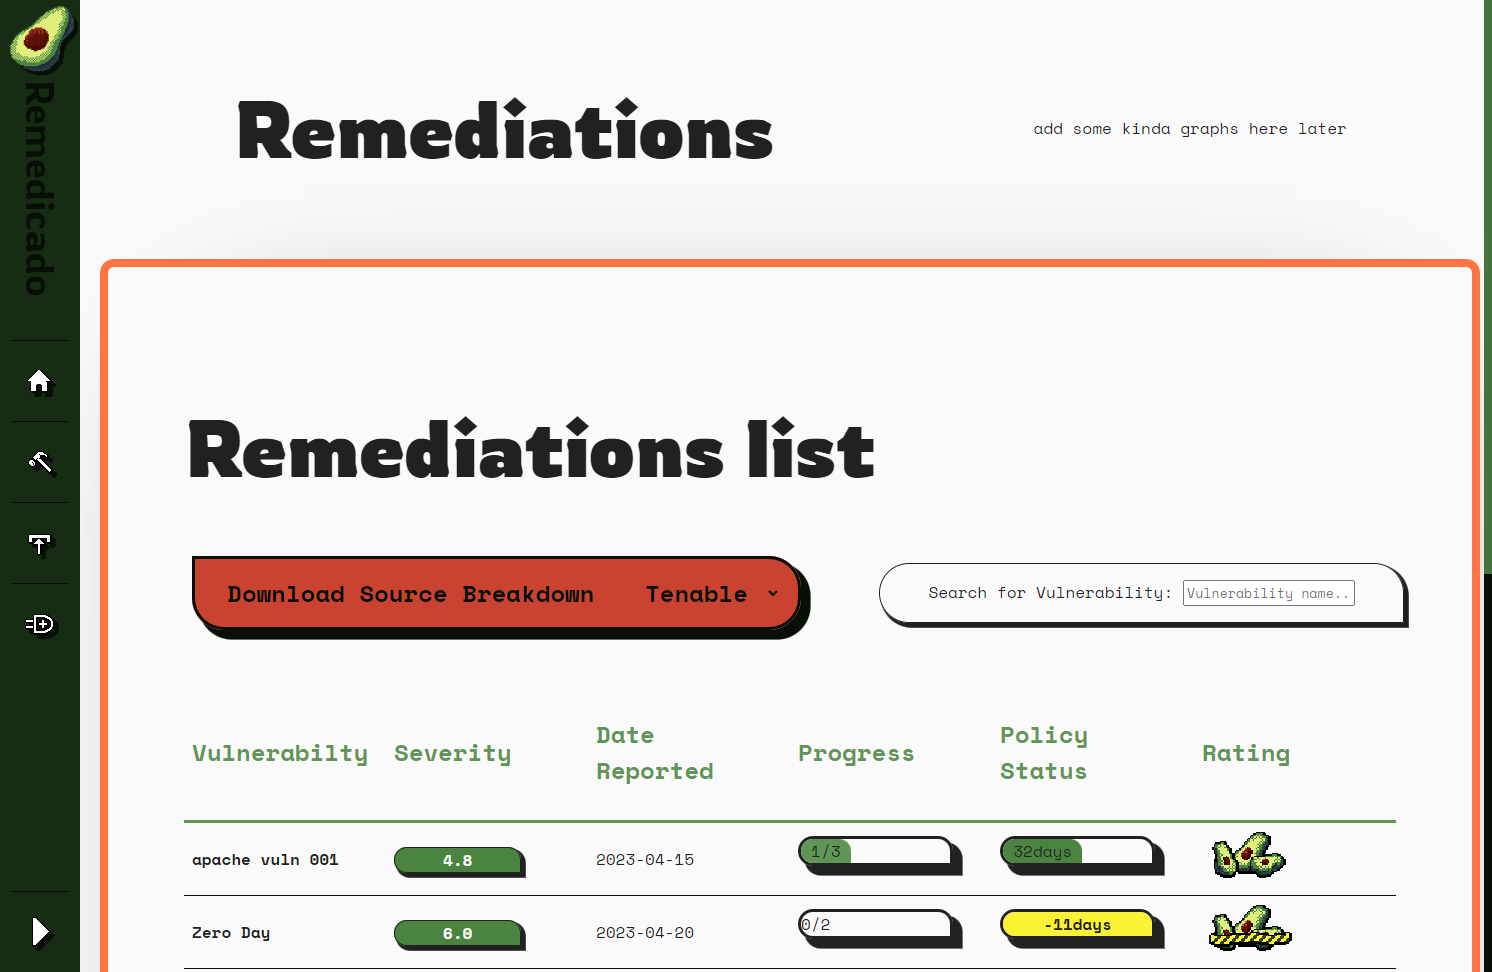 Remedicado
Remediations
add some kinda graphs here later
Remediations list
Download Source Breakdown Tenable
Search for Vulnerability: Vulnerability name..
Vulnerabilty Severity Date Reported Progress Policy Status Rating
apache vuln 001 4.8 2023-04-15 1/3 32days
Zero Day 6.0 2023-04-20 0/2 -11days